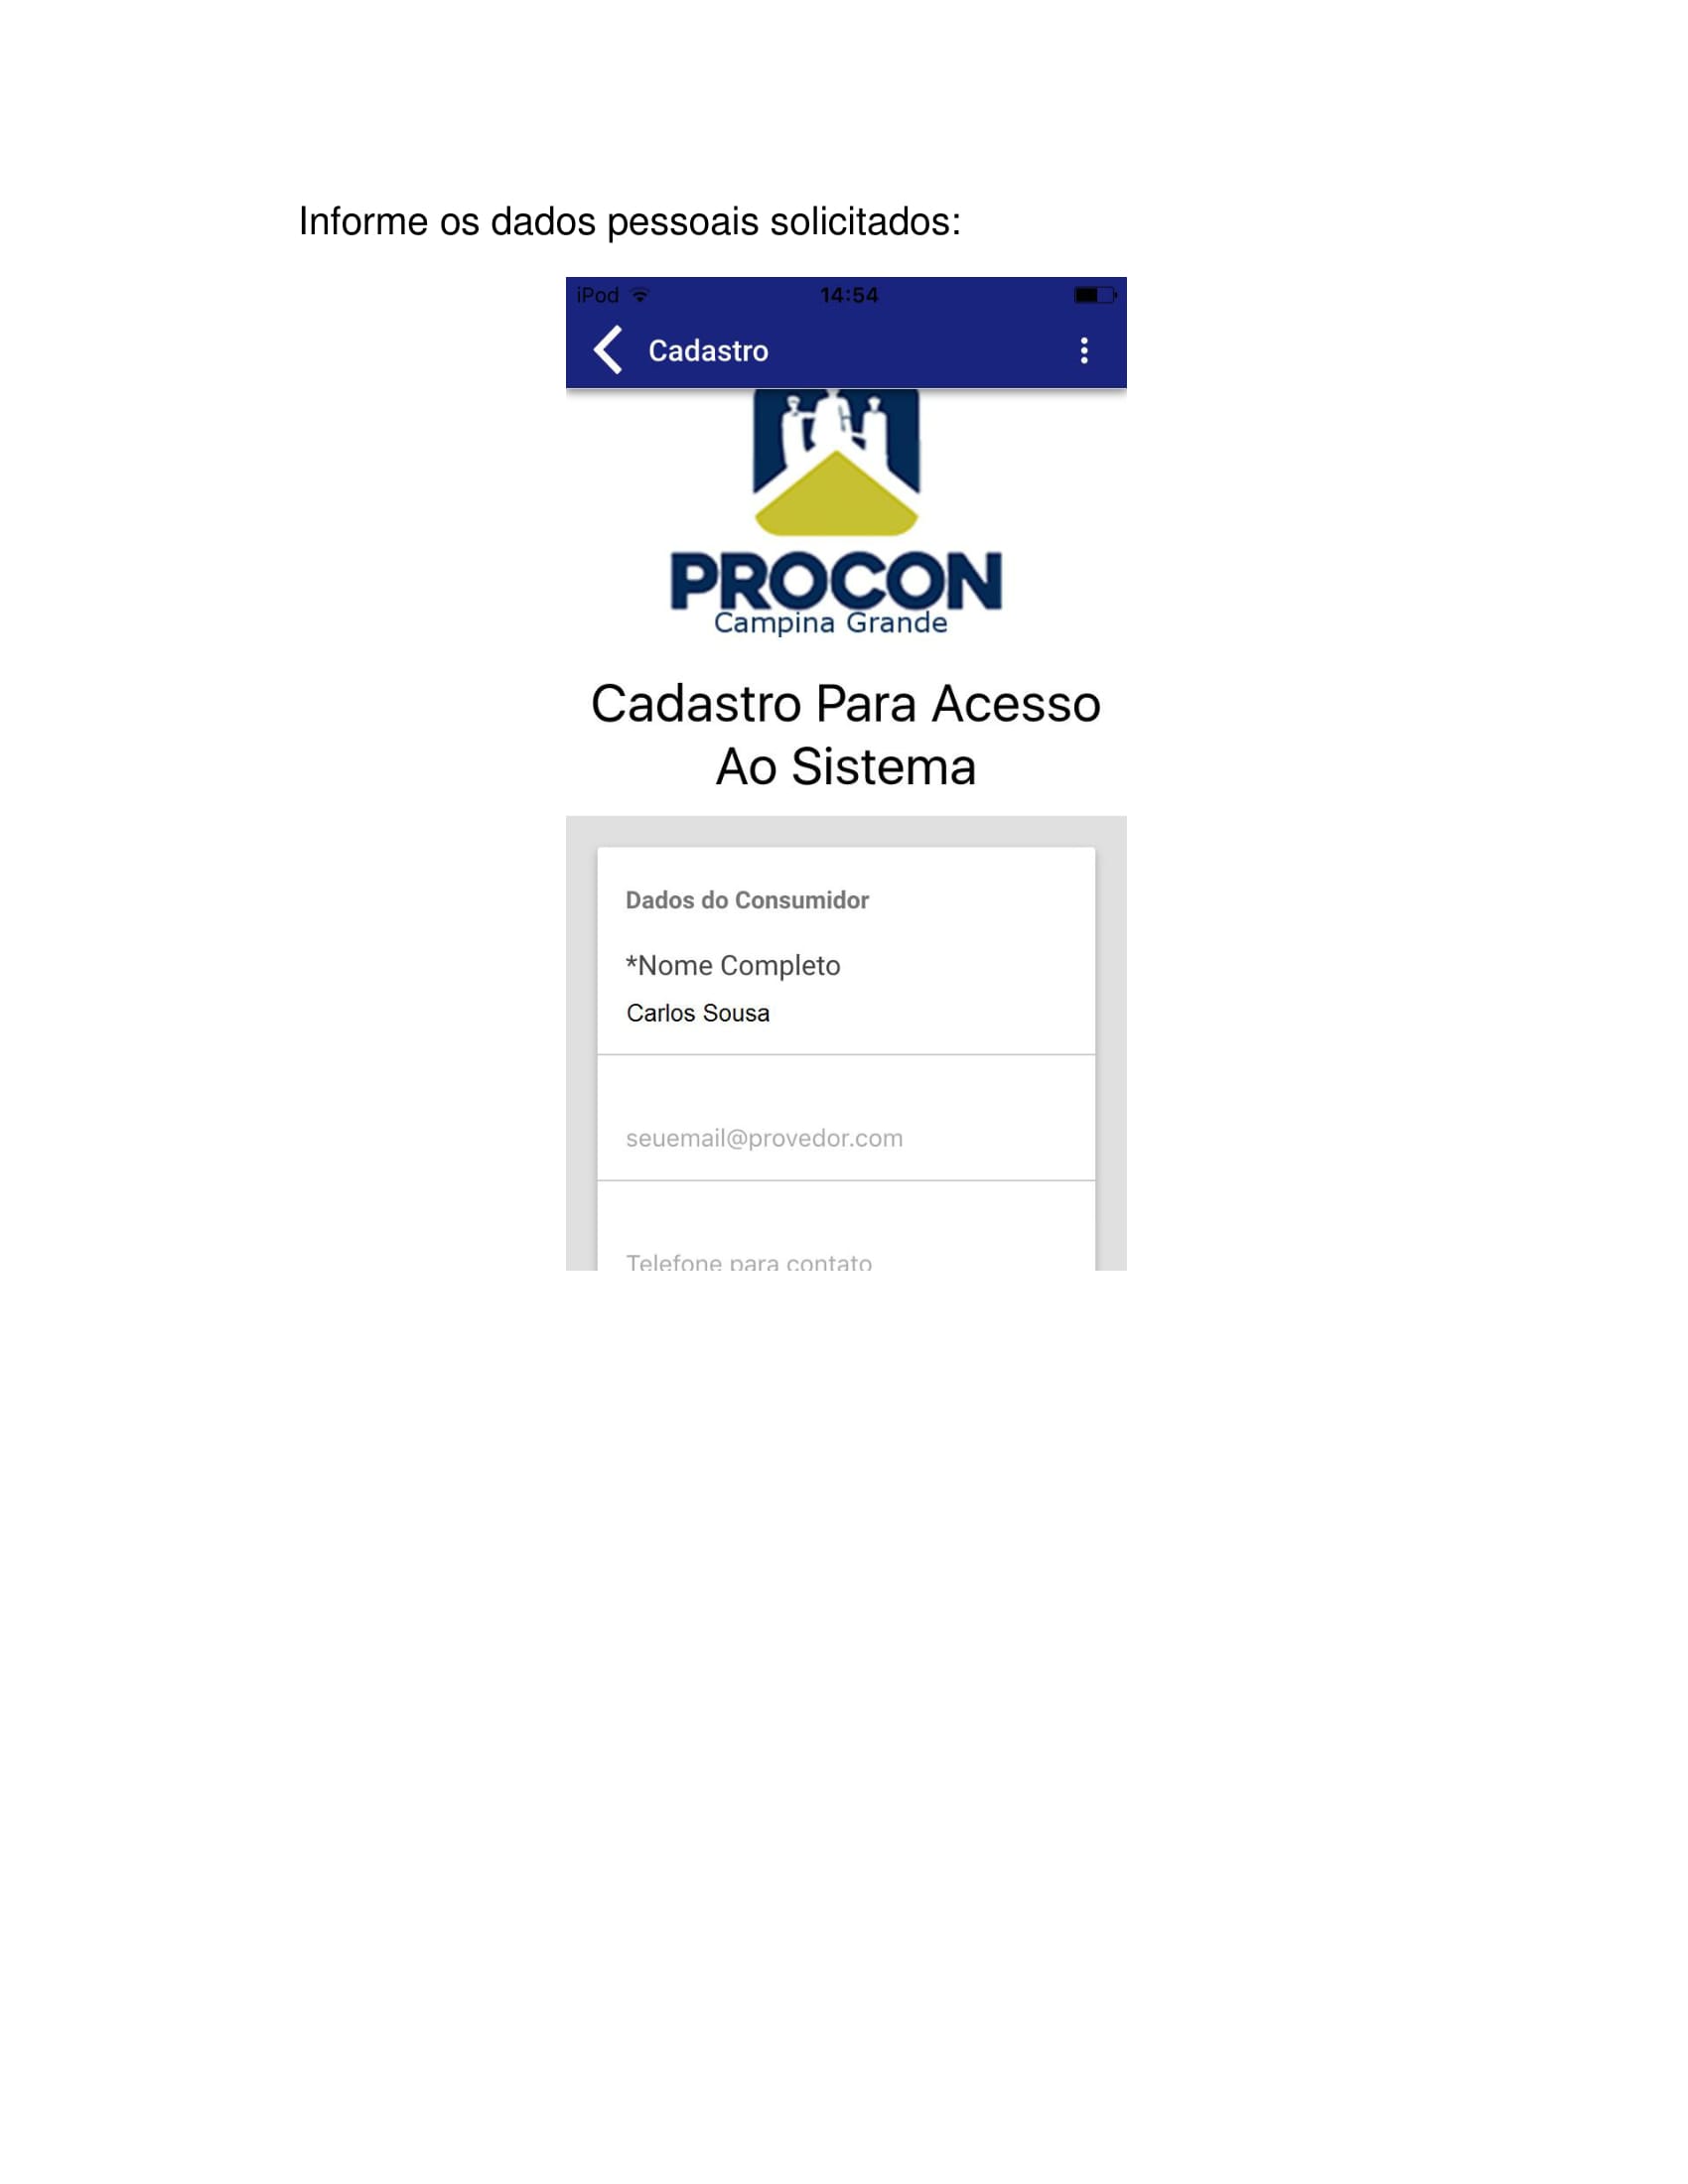 Informe os dados pessoais solicitados:
iPod 14:54
Cadastro
PROCON
Campina Grande
Cadastro Para Acesso
Ao Sistema
Dados do Consumidor
*Nome Completo
Carlos Sousa
seuemail@provedor.com
Telefone para contato